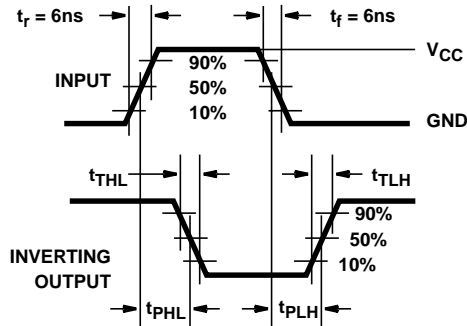 tr = 6ns
tf = 6ns
VCC
90%
INPUT
50%
10%
GND
tTHL
tTLH
90%
50%
INVERTING
OUTPUT
10%
tPHL
tPLH